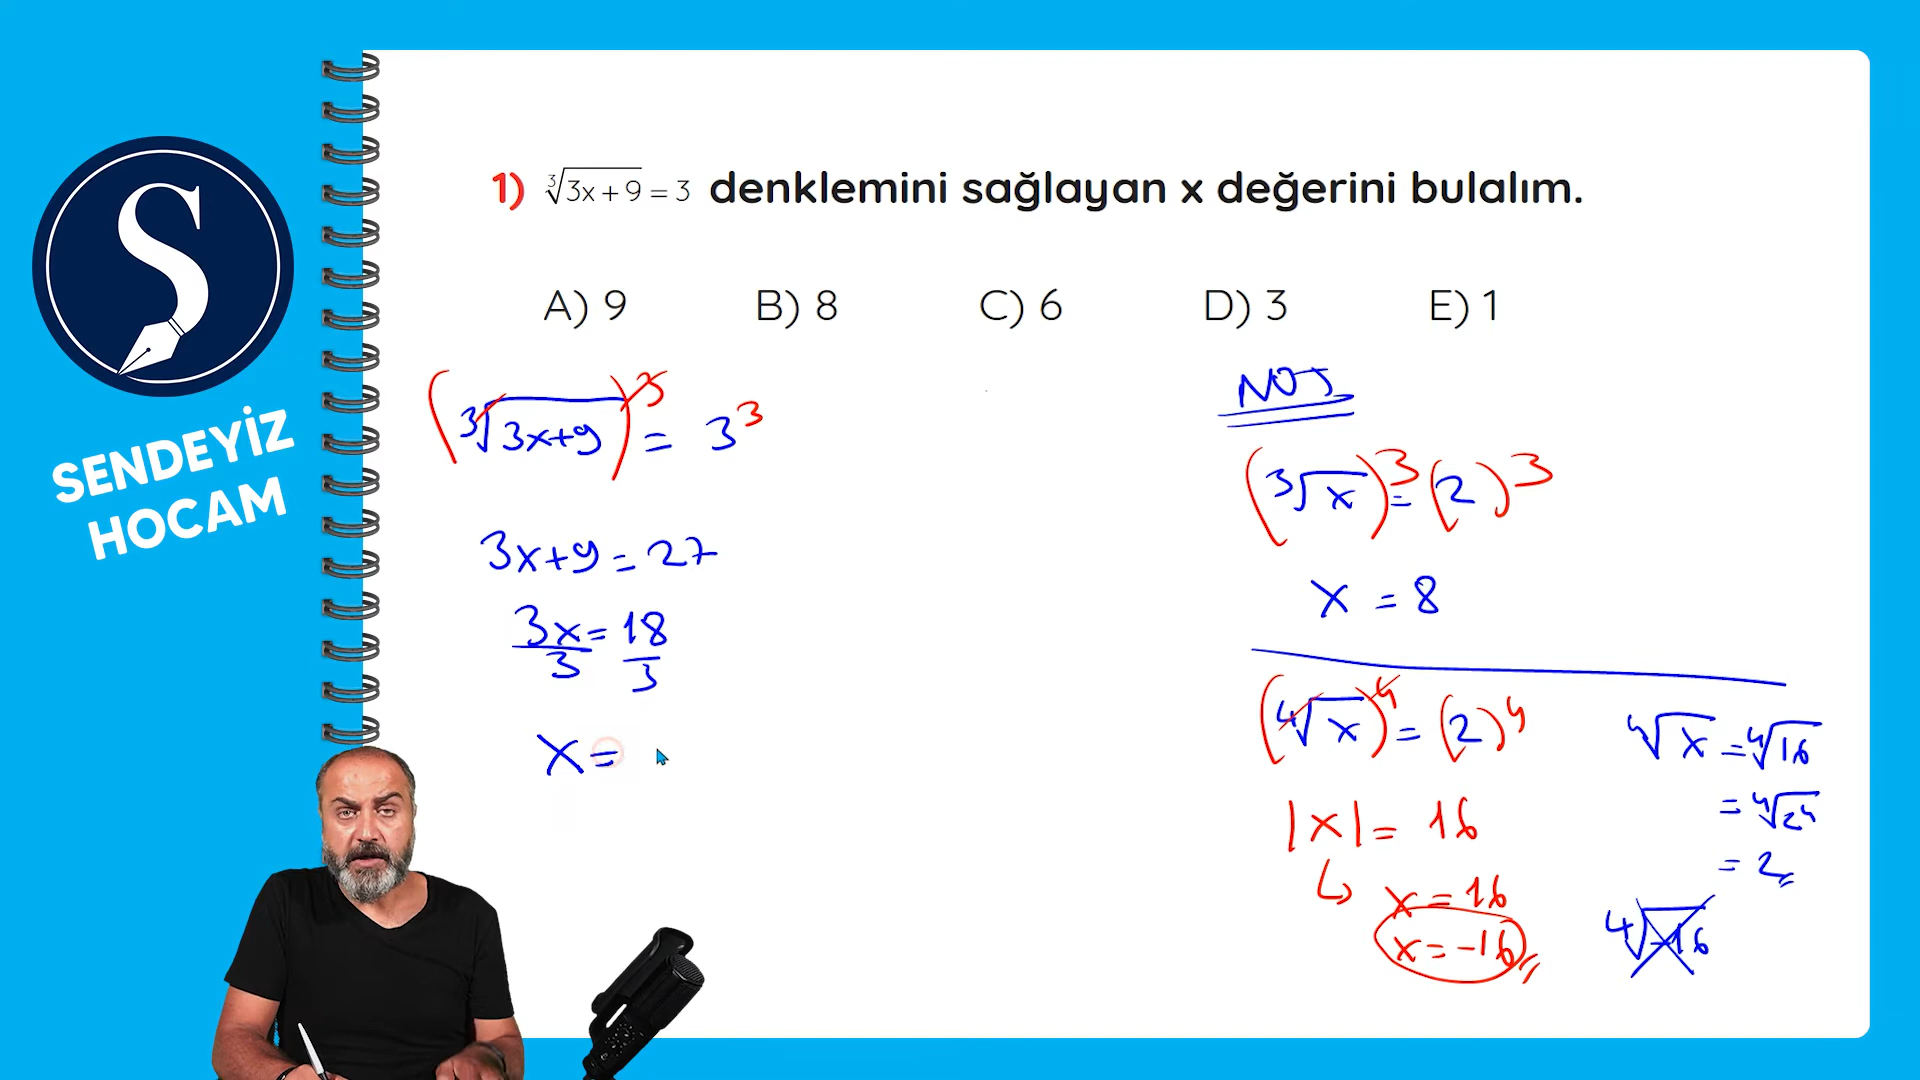 SENDEYİZ
HOCAM
1) ∛(3x+9) = 3 denklemini sağlayan x değerini bulalım.
A) 9 B) 8 C) 6 D) 3 E) 1
(∛(3x+9))³ = 3³
3x+9 = 27
3x/3 = 18/3
x =
NOT
(∛x)³ = (2)³
x = 8
(∜x)⁴ = (2)⁴
|x| = 16
↳ x = 16
x = -16
∜x = ∜16
= ∜2⁴
= 2
∜-16